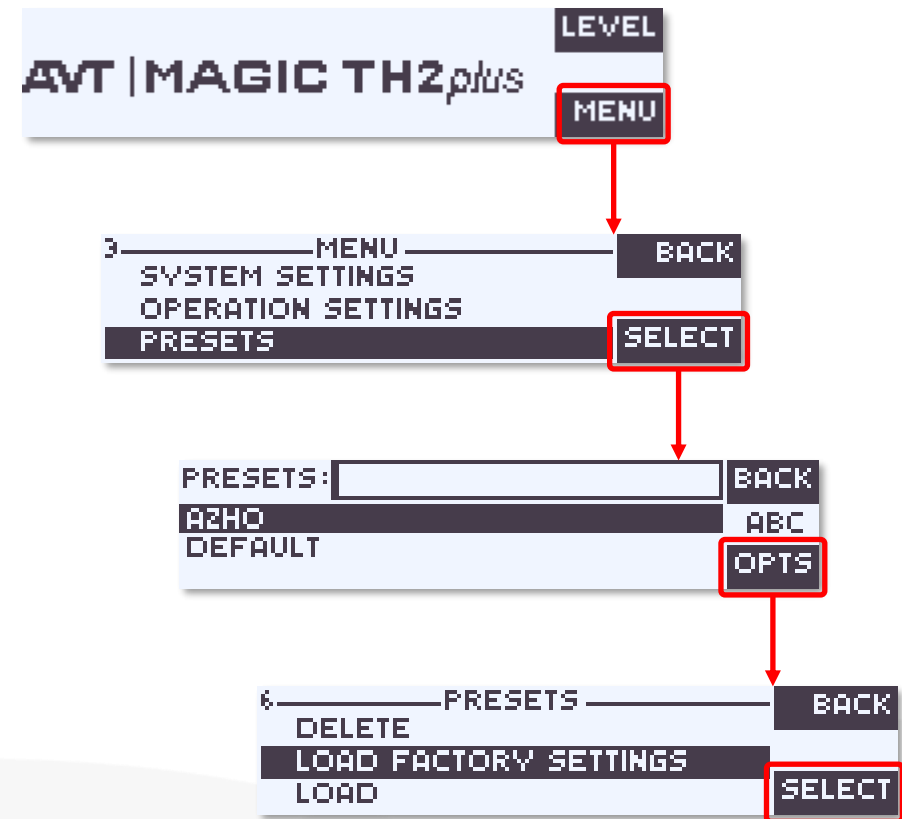 LEVEL
AVT | MAGIC TH2plus
MENU
3 MENU BACK
SYSTEM SETTINGS
OPERATION SETTINGS
PRESETS SELECT
PRESETS: BACK
A2HO ABC
DEFAULT
OPTS
6 PRESETS BACK
DELETE
LOAD FACTORY SETTINGS
LOAD SELECT